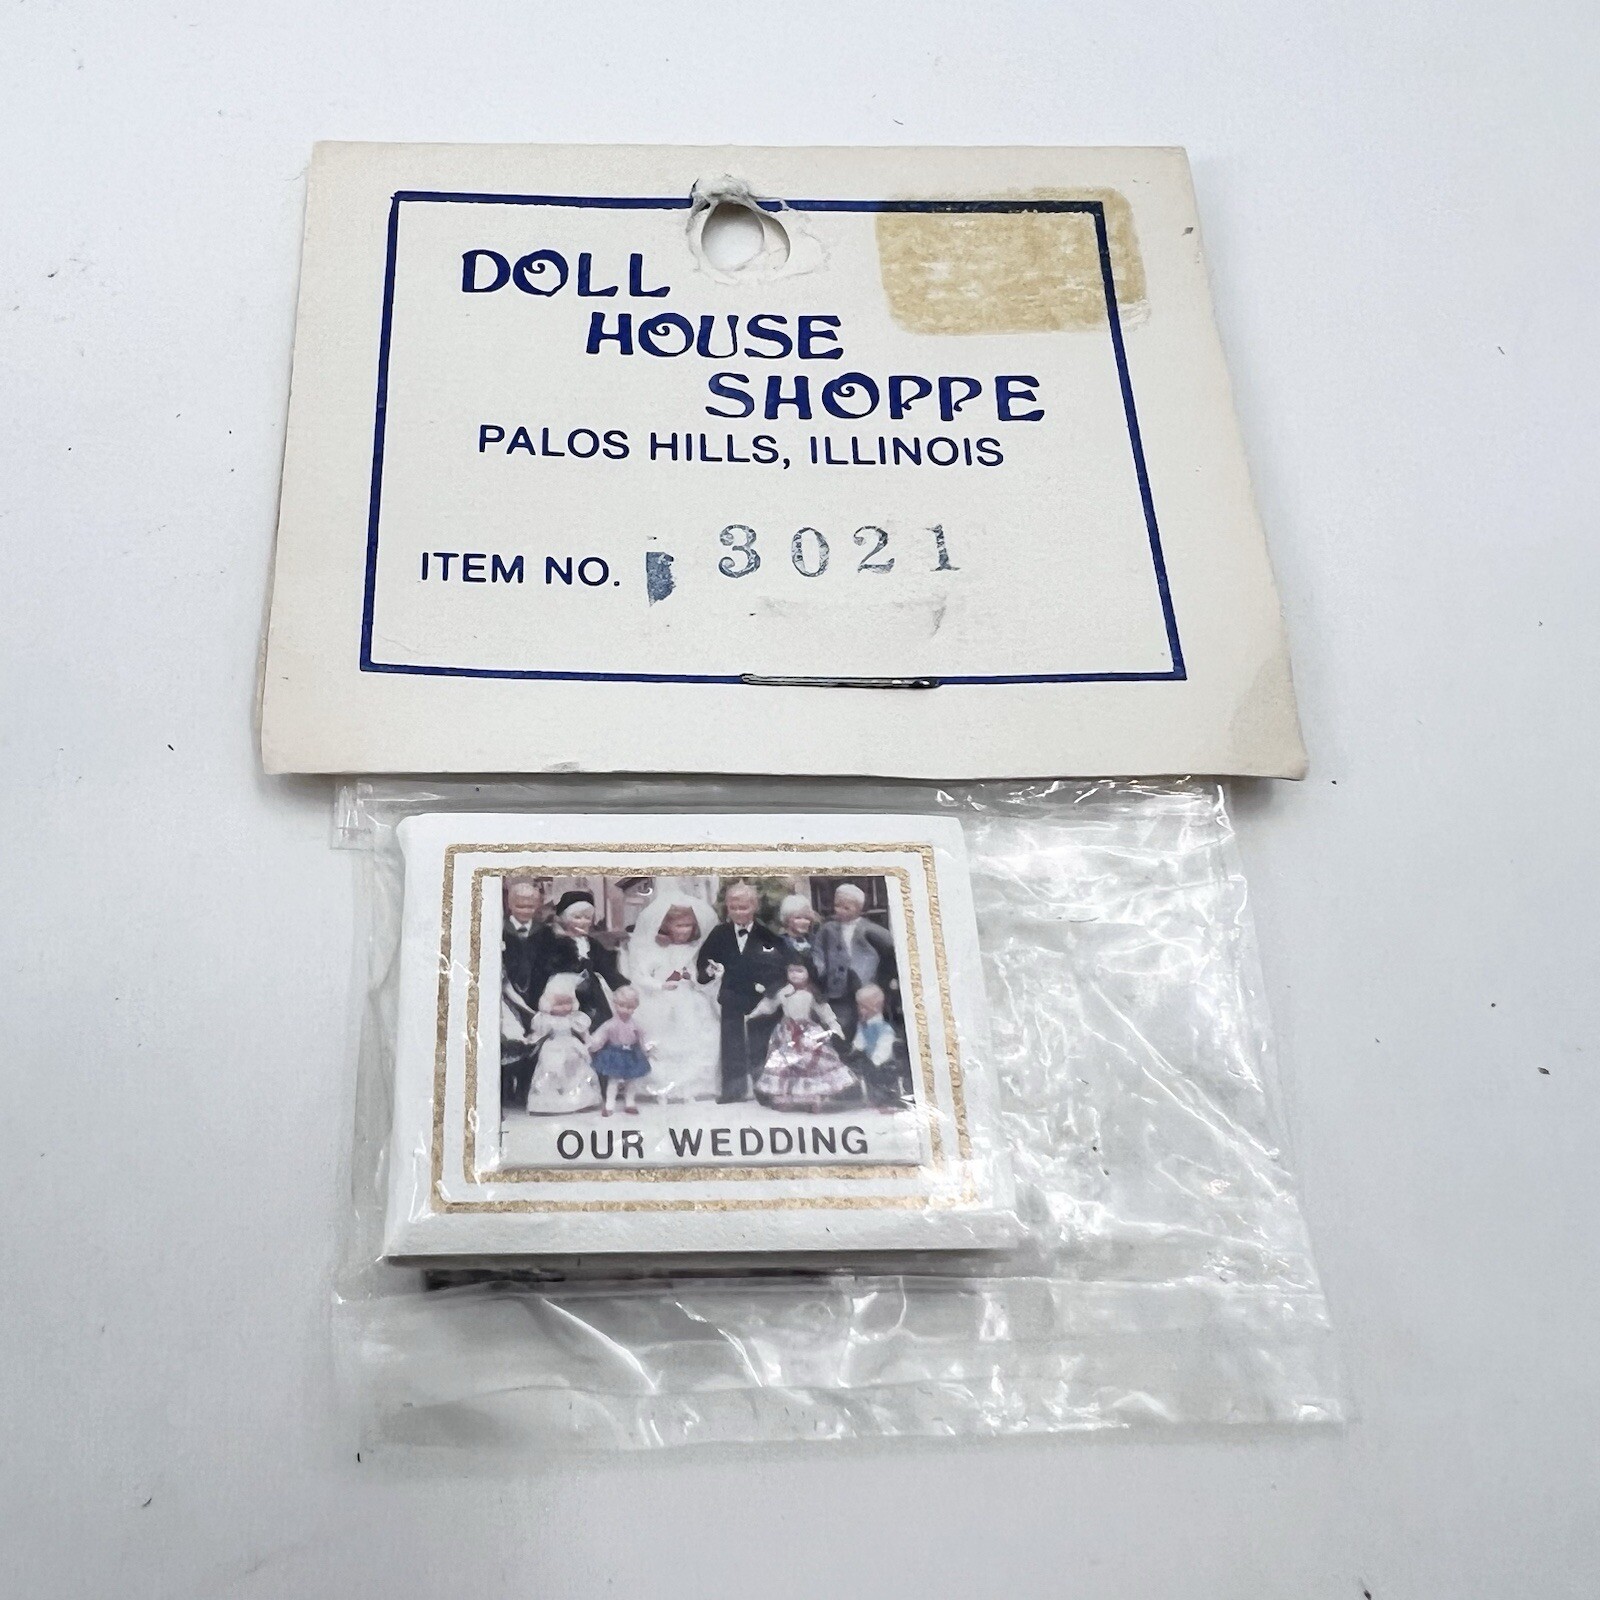 DOLL
HOUSE
SHOPPE
PALOS HILLS, ILLINOIS
ITEM NO. 3021
OUR WEDDING